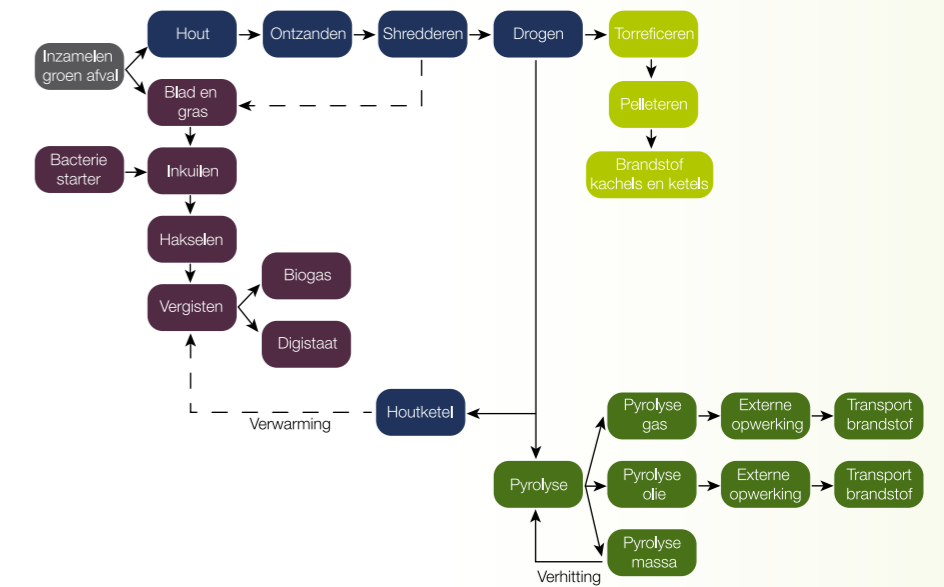 Hout
Ontzanden
Shredderen
Drogen
Torreficeren
Inzamelen
groen afval
Blad en
gras
Pelleteren
Bacterie
starter
Inkuilen
Brandstof
kachels en ketels
Hakselen
Biogas
Vergisten
Digistaat
Houtketel
Verwarming
Pyrolyse
gas
Externe
opwerking
Transport
brandstof
Pyrolyse
Pyrolyse
olie
Externe
opwerking
Transport
brandstof
Pyrolyse
massa
Verhitting